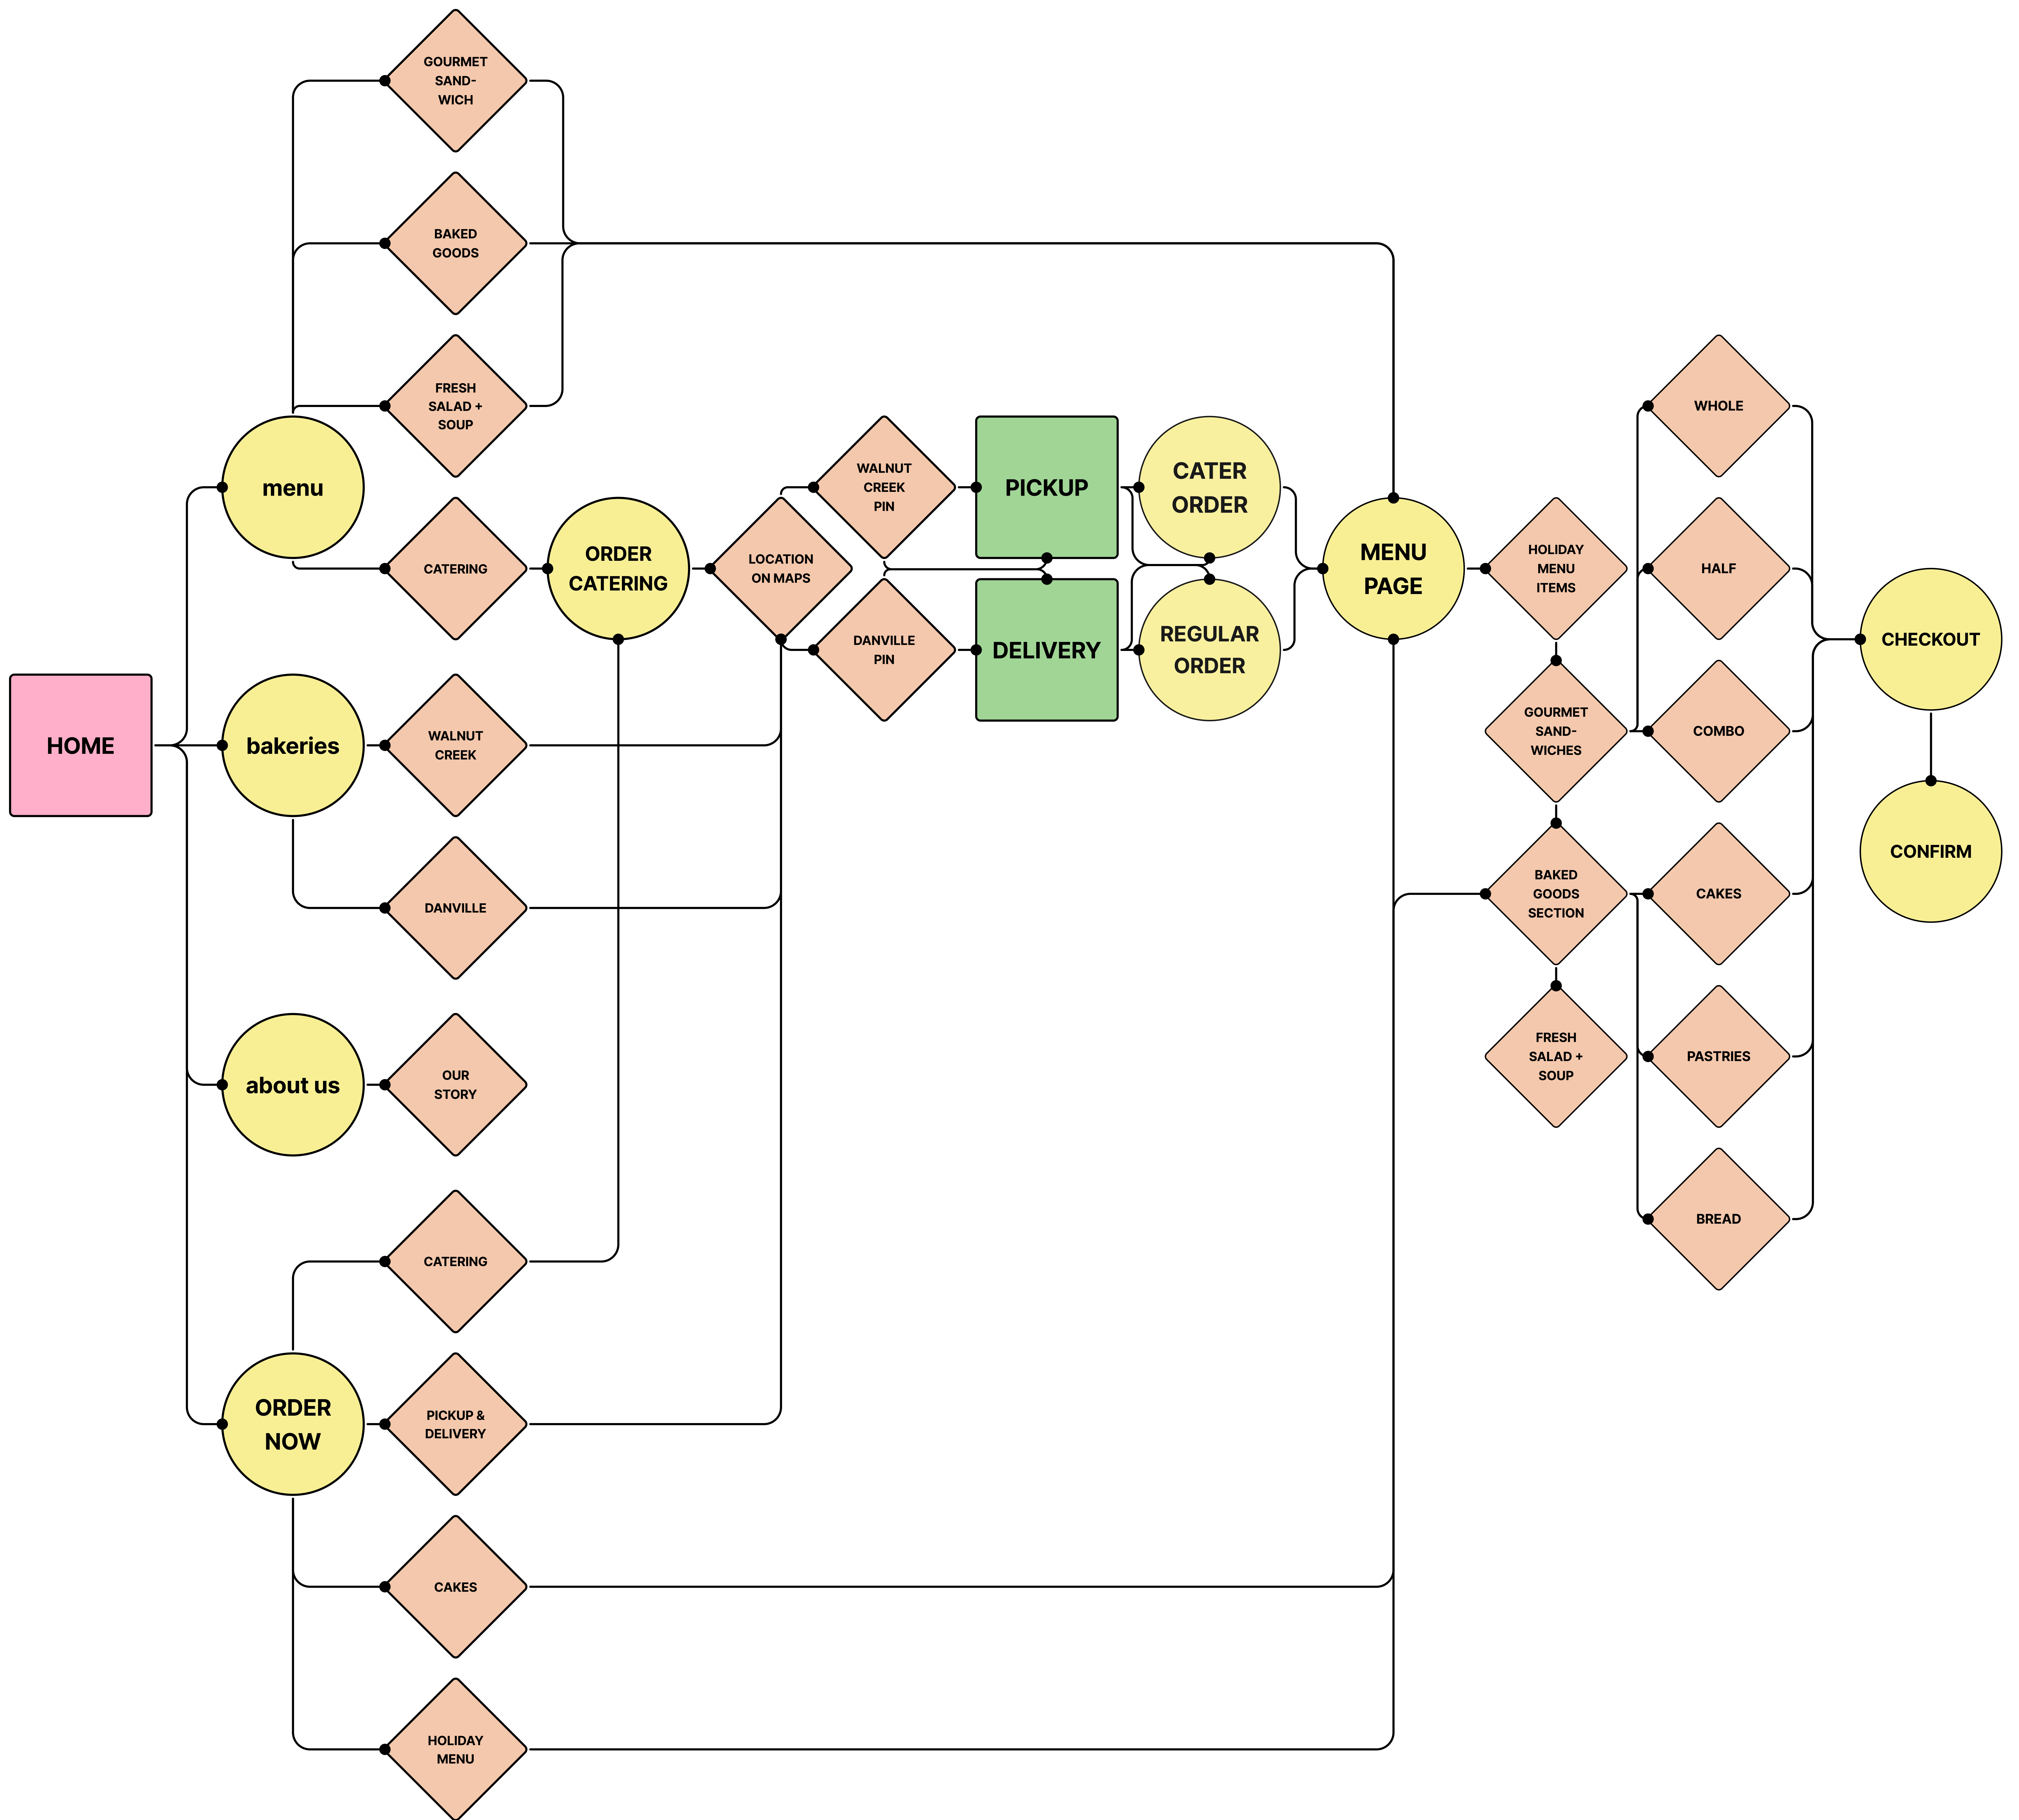 GOURMET
SAND-
WICH
BAKED
GOODS
FRESH
SALAD +
SOUP
menu
CATERING
ORDER
CATERING
LOCATION
ON MAPS
WALNUT
CREEK
PIN
DANVILLE
PIN
PICKUP
DELIVERY
CATER
ORDER
REGULAR
ORDER
MENU
PAGE
HOLIDAY
MENU
ITEMS
GOURMET
SAND-
WICHES
BAKED
GOODS
SECTION
FRESH
SALAD +
SOUP
WHOLE
HALF
COMBO
CAKES
PASTRIES
BREAD
CHECKOUT
CONFIRM
HOME
bakeries
WALNUT
CREEK
DANVILLE
about us
OUR
STORY
CATERING
ORDER
NOW
PICKUP &
DELIVERY
CAKES
HOLIDAY
MENU